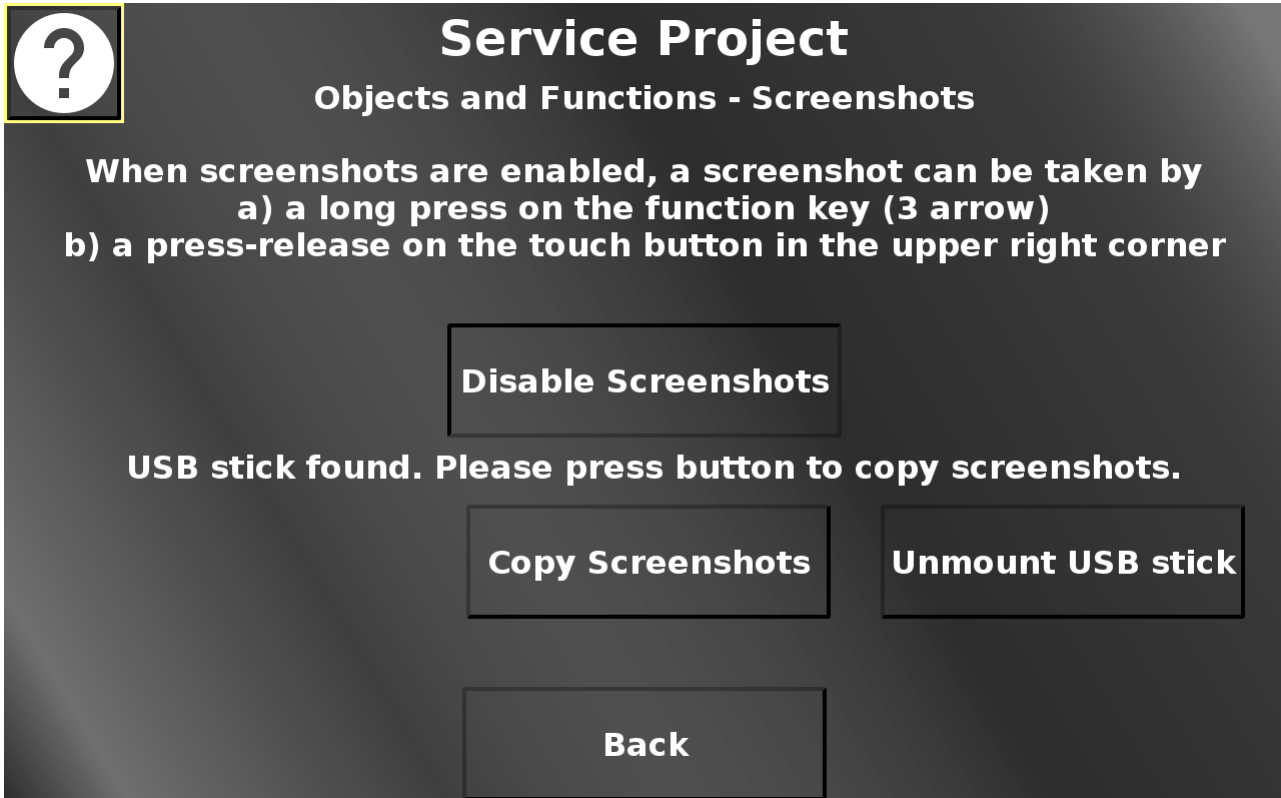 ?
Service Project
Objects and Functions - Screenshots
When screenshots are enabled, a screenshot can be taken by
a) a long press on the function key (3 arrow)
b) a press-release on the touch button in the upper right corner
Disable Screenshots
USB stick found. Please press button to copy screenshots.
Copy Screenshots
Unmount USB stick
Back